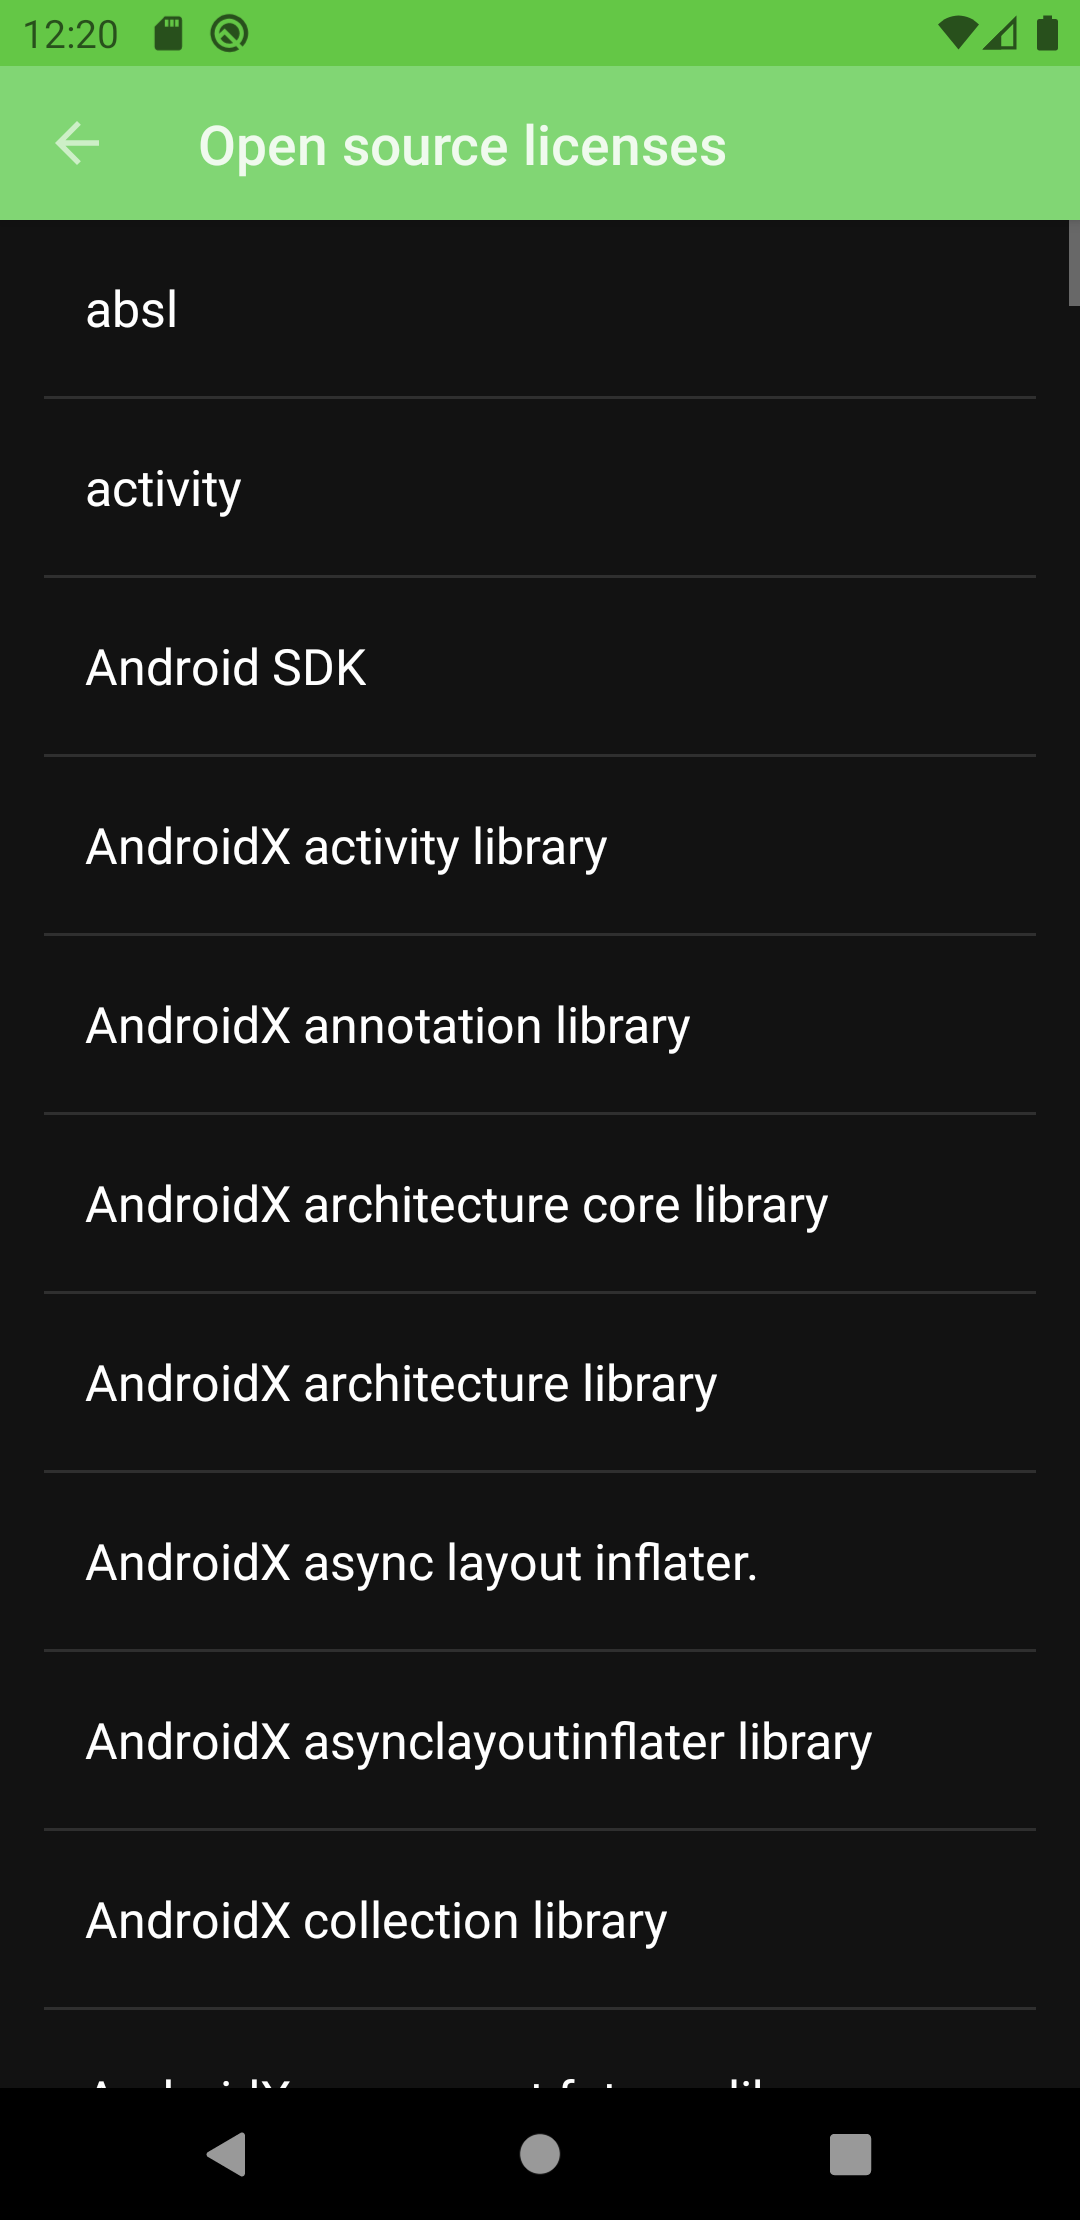 12:20
Open source licenses
absl
activity
Android SDK
AndroidX activity library
AndroidX annotation library
AndroidX architecture core library
AndroidX architecture library
AndroidX async layout inflater.
AndroidX asynclayoutinflater library
AndroidX collection library